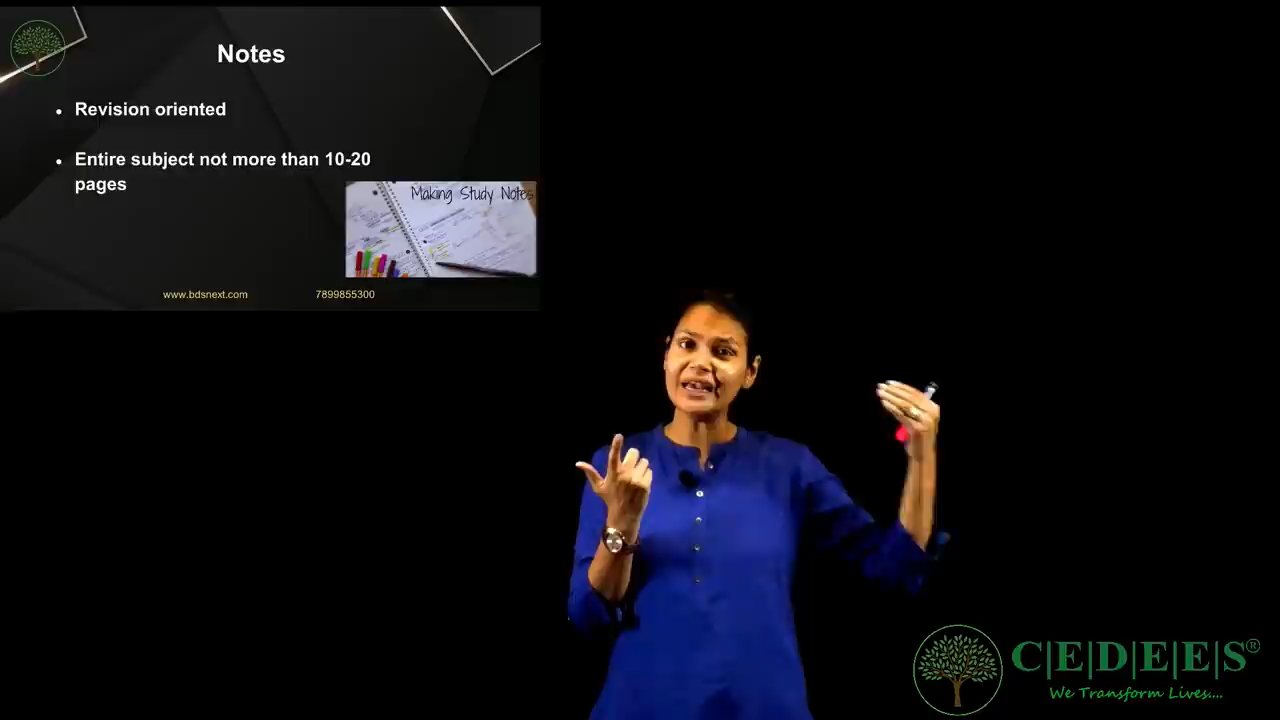 Notes
• Revision oriented
• Entire subject not more than 10-20
pages
Making Study Notes
www.bdsnext.com 7899855300
C|E|D|E|E|S®
We Transform Lives....